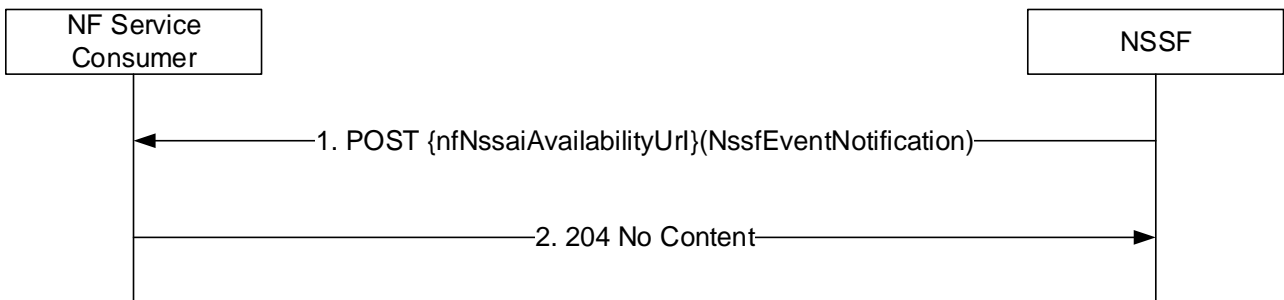 NF Service
Consumer
NSSF
1. POST {nfNssaiAvailabilityUrl}(NssfEventNotification)
2. 204 No Content